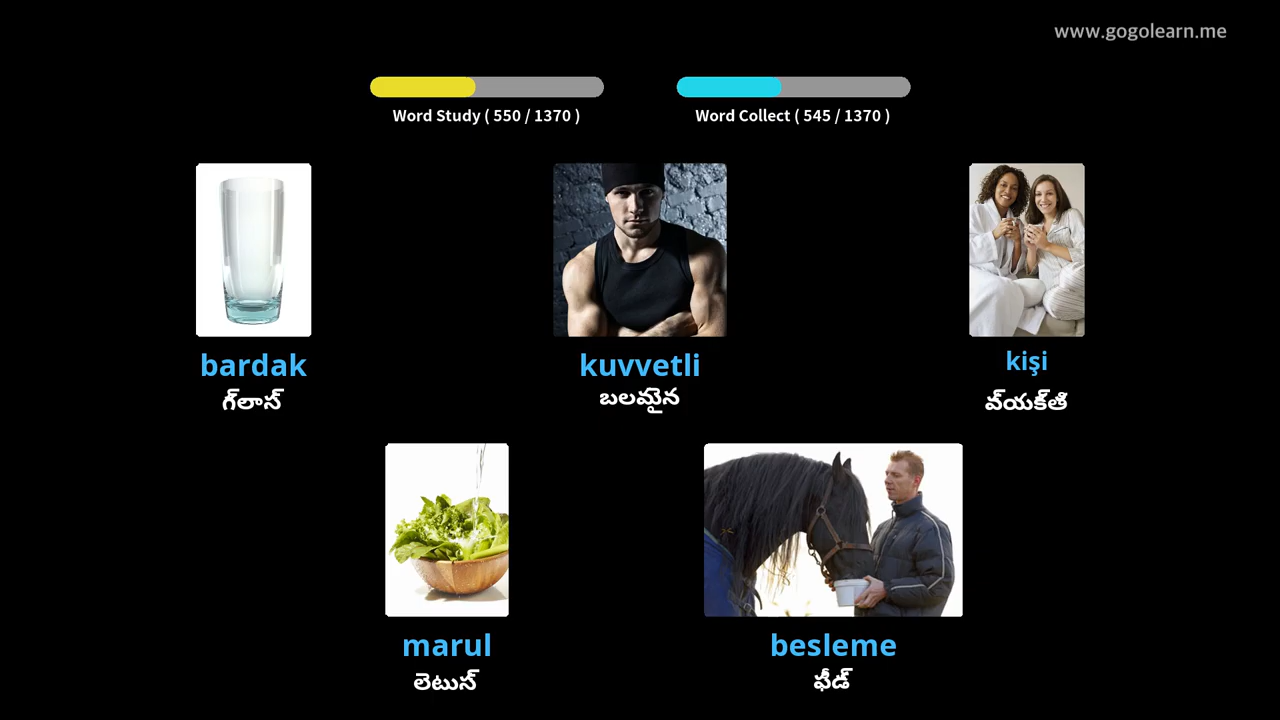 www.gogolearn.me
Word Study ( 550 / 1370 )
Word Collect ( 545 / 1370 )
bardak
గ్‌లాస్
kuvvetli
బలమైన
kişi
వ్‌యక్‌తి
marul
లెటుస్
besleme
ఫీడ్